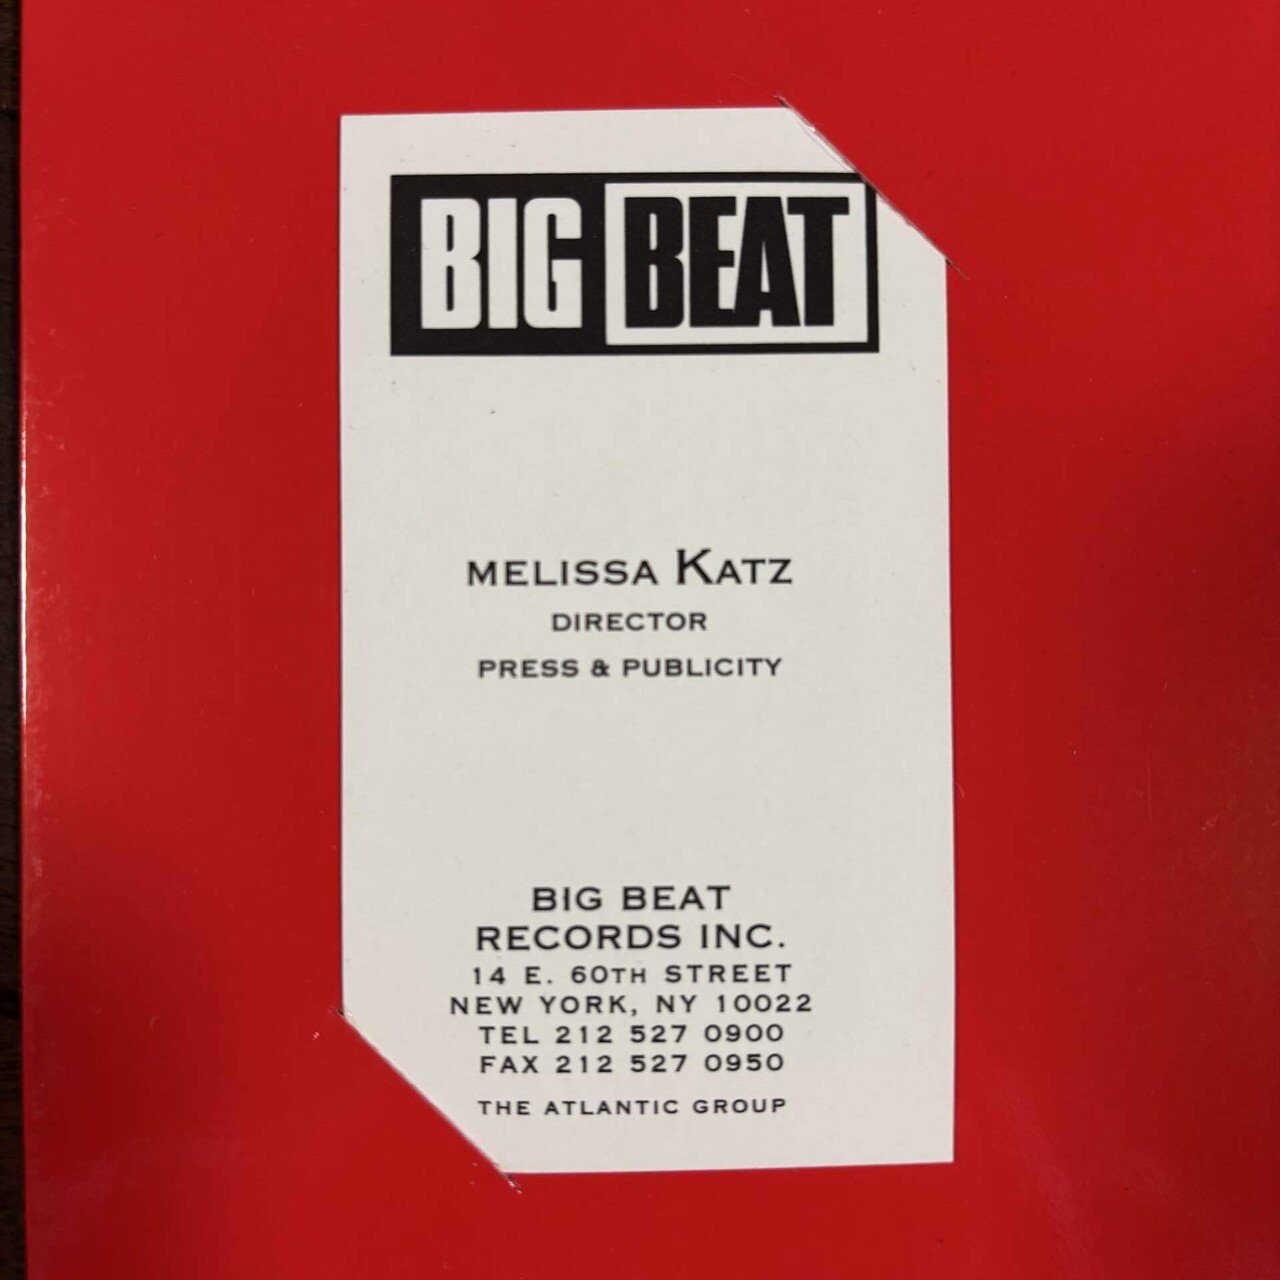 BIG BEAT
MELISSA KATZ
DIRECTOR
PRESS & PUBLICITY
BIG BEAT
RECORDS INC.
14 E. 60TH STREET
NEW YORK, NY 10022
TEL 212 527 0900
FAX 212 527 0950
THE ATLANTIC GROUP